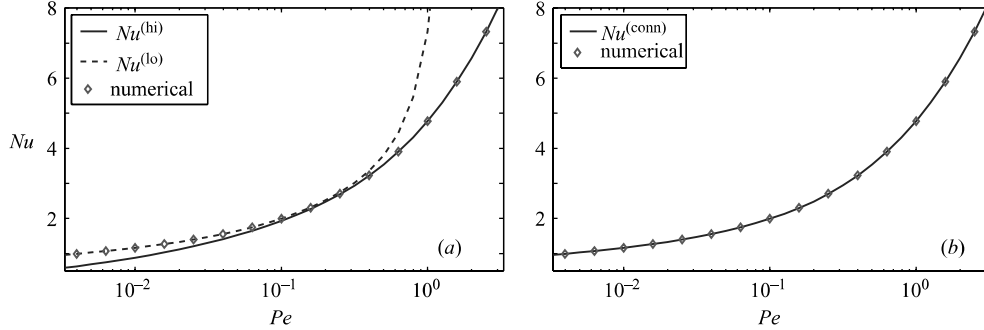 8
6
4
2
Nu
Nu^(hi)
Nu^(lo)
numerical
(a)
10^−2
10^−1
10^0
Pe
8
6
4
2
Nu^(conn)
numerical
(b)
10^−2
10^−1
10^0
Pe